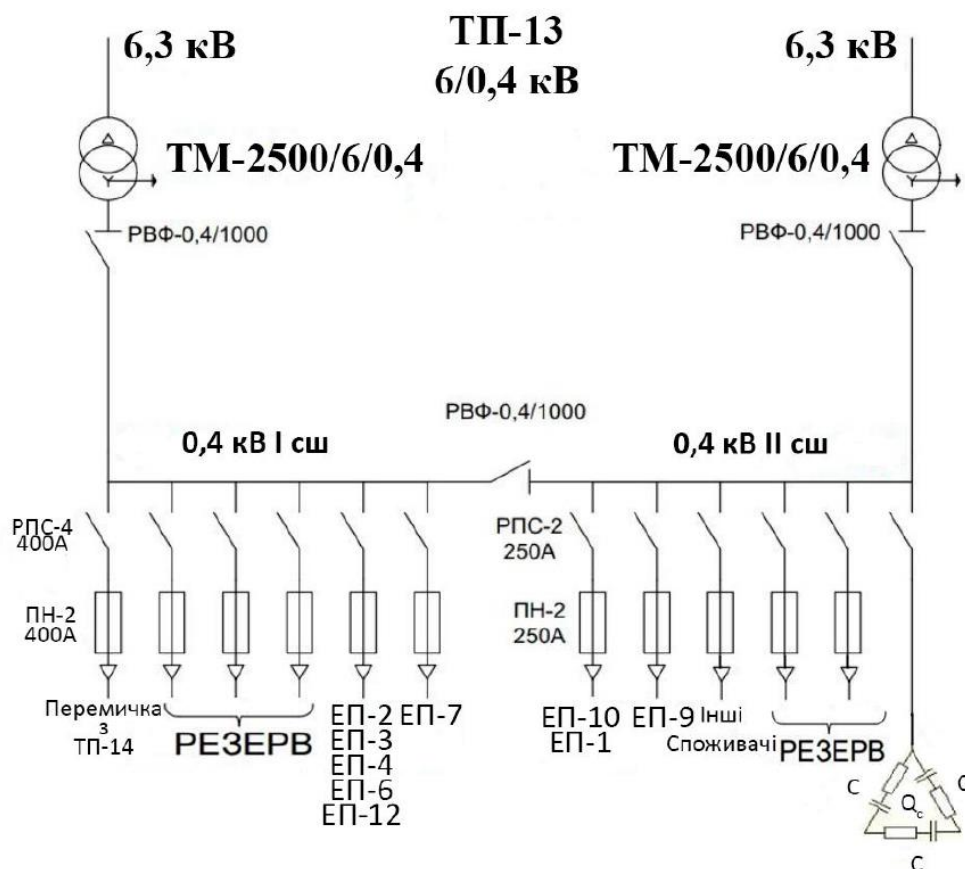 6,3 кВ
ТП-13
6/0,4 кВ
6,3 кВ
ТМ-2500/6/0,4
ТМ-2500/6/0,4
РВФ-0,4/1000
РВФ-0,4/1000
РВФ-0,4/1000
0,4 кВ I сш
0,4 кВ II сш
РПС-4
400А
РПС-2
250А
ПН-2
400А
ПН-2
250А
Перемичка
з
ТП-14
РЕЗЕРВ
ЕП-2
ЕП-3
ЕП-4
ЕП-6
ЕП-12
ЕП-7
ЕП-10
ЕП-1
ЕП-9
Інші
Споживачі
РЕЗЕРВ
C
Qc
C
C